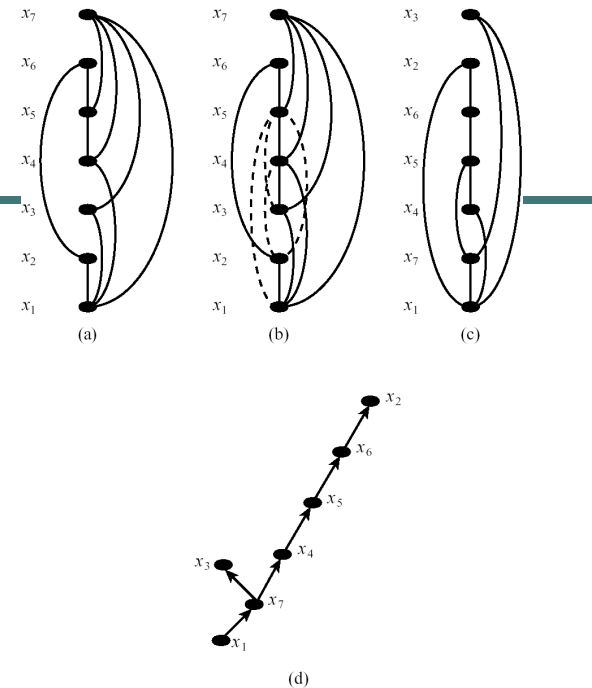 x7 x7 x3
x6 x6 x2
x5 x5 x6
x4 x4 x5
x3 x3 x4
x2 x2 x7
x1 x1 x1
(a) (b) (c)
x2
x6
x5
x4
x3
x7
x1
(d)